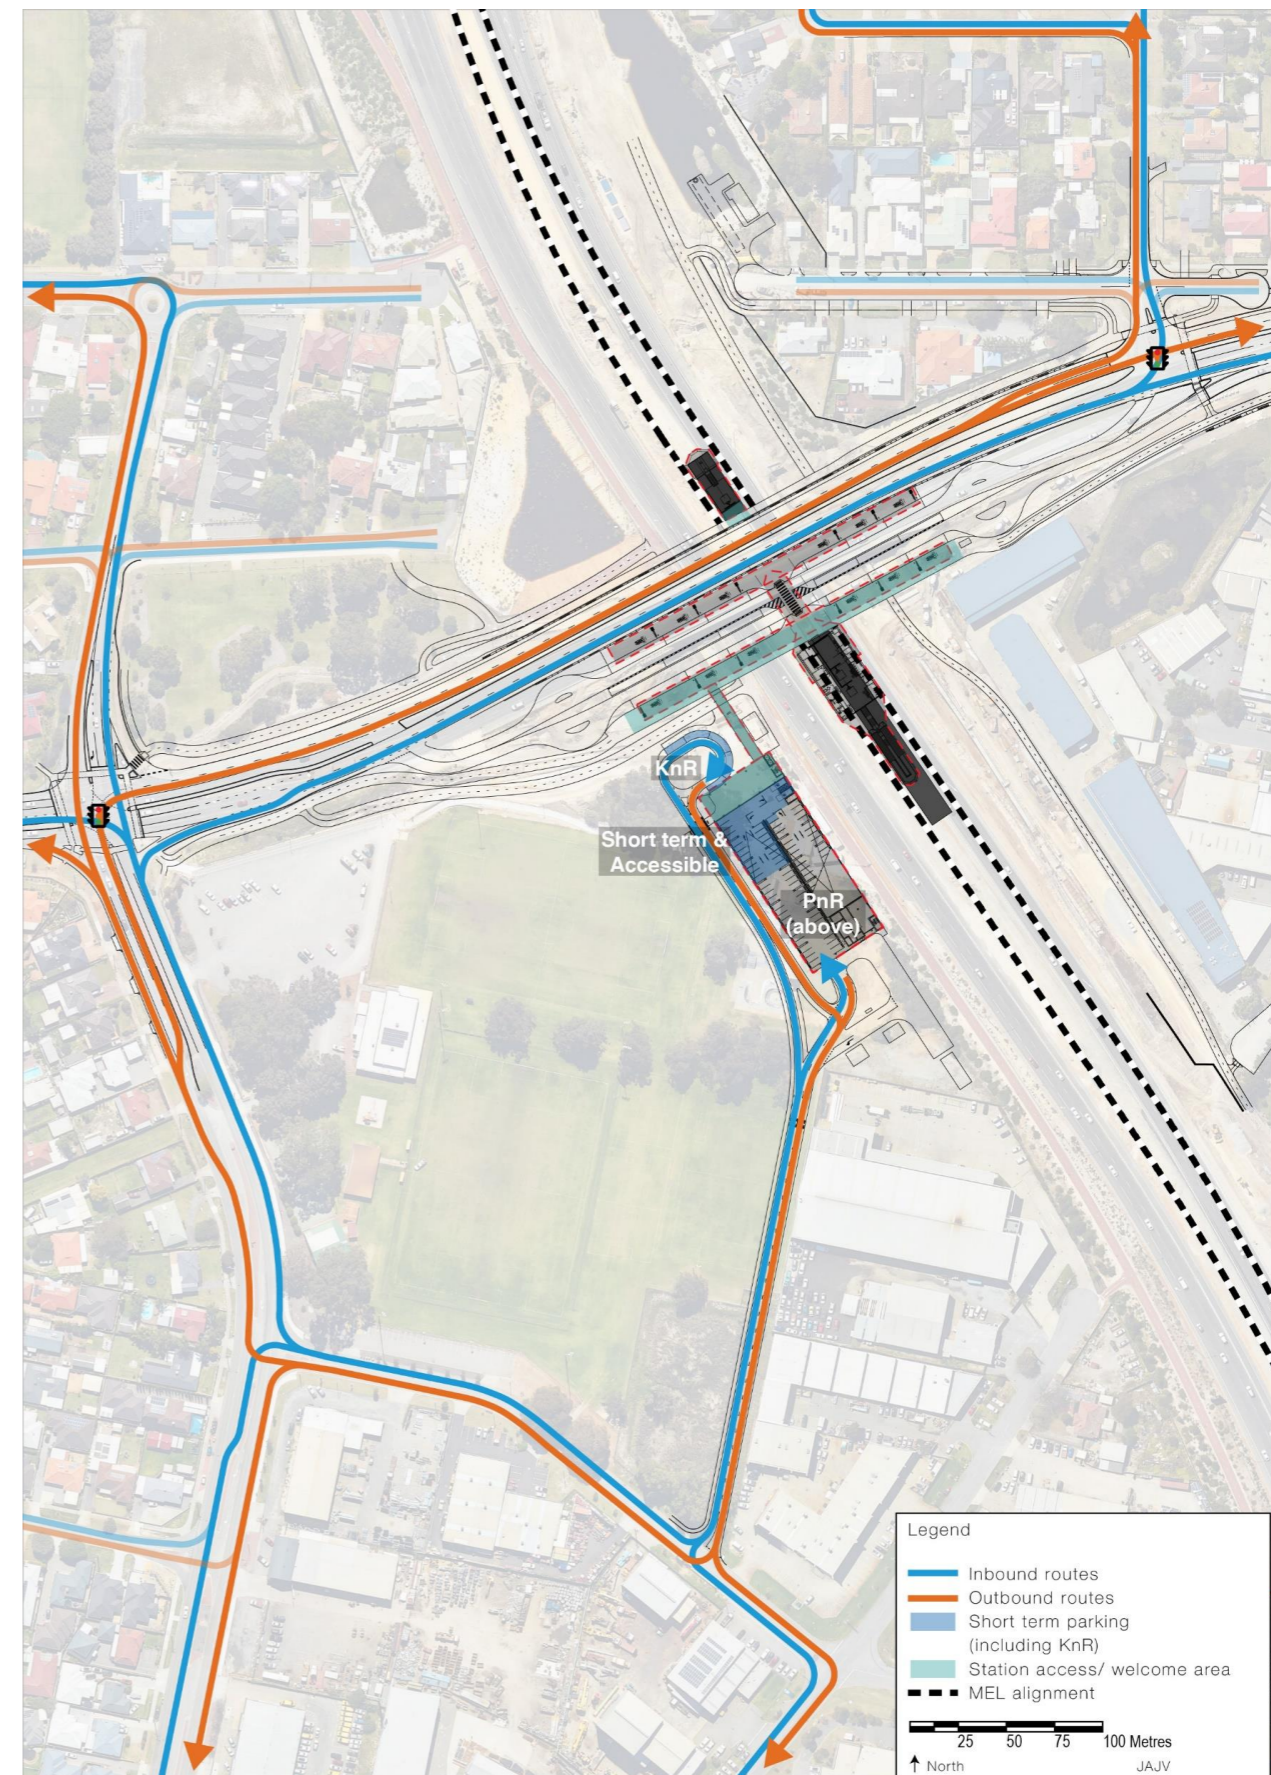 KnR
Short term &
Accessible
PnR
(above)
Legend
Inbound routes
Outbound routes
Short term parking
(including KnR)
Station access/ welcome area
MEL alignment
25 50 75 100 Metres
North JAJV